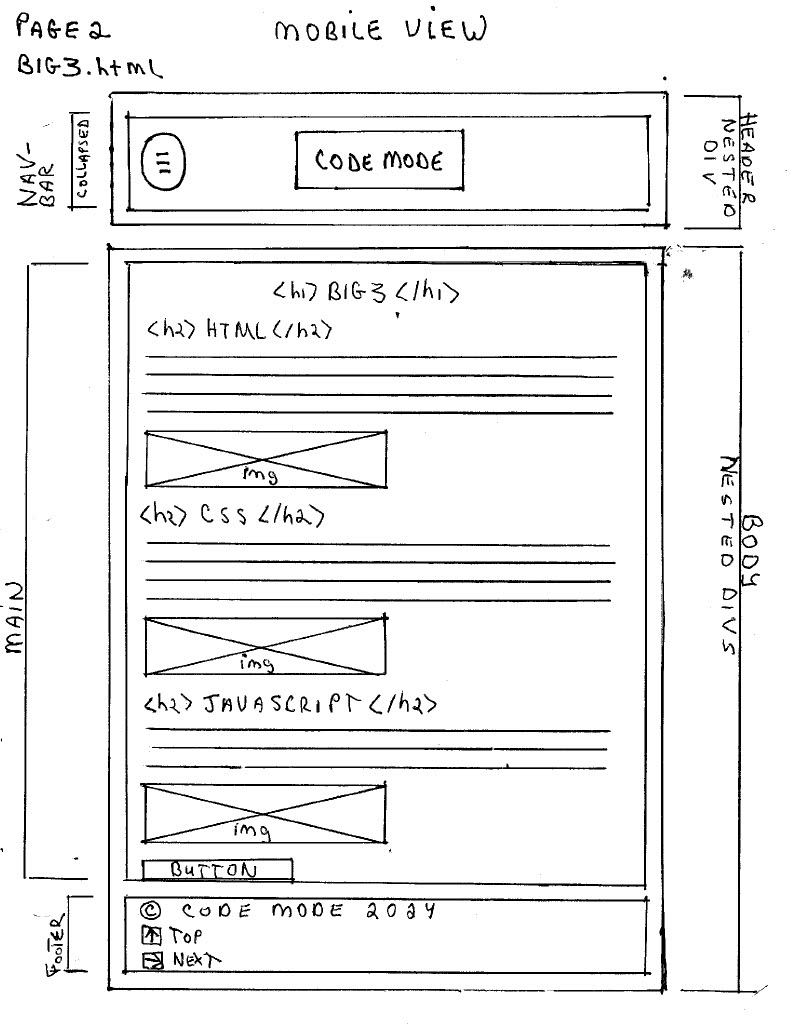 PAGE 2
MOBILE VIEW
BIG3.html
NAV-
BAR
COLLAPSED
CODE MODE
HEADER
NESTED
DIV
<h1> BIG 3 </h1>
<h2> HTML </h2>
img
<h2> CSS </h2>
img
<h2> JAVASCRIPT </h2>
img
BUTTON
MAIN
BODY
NESTED DIVS
© CODE MODE 2024
TOP
NEXT
FOOTER